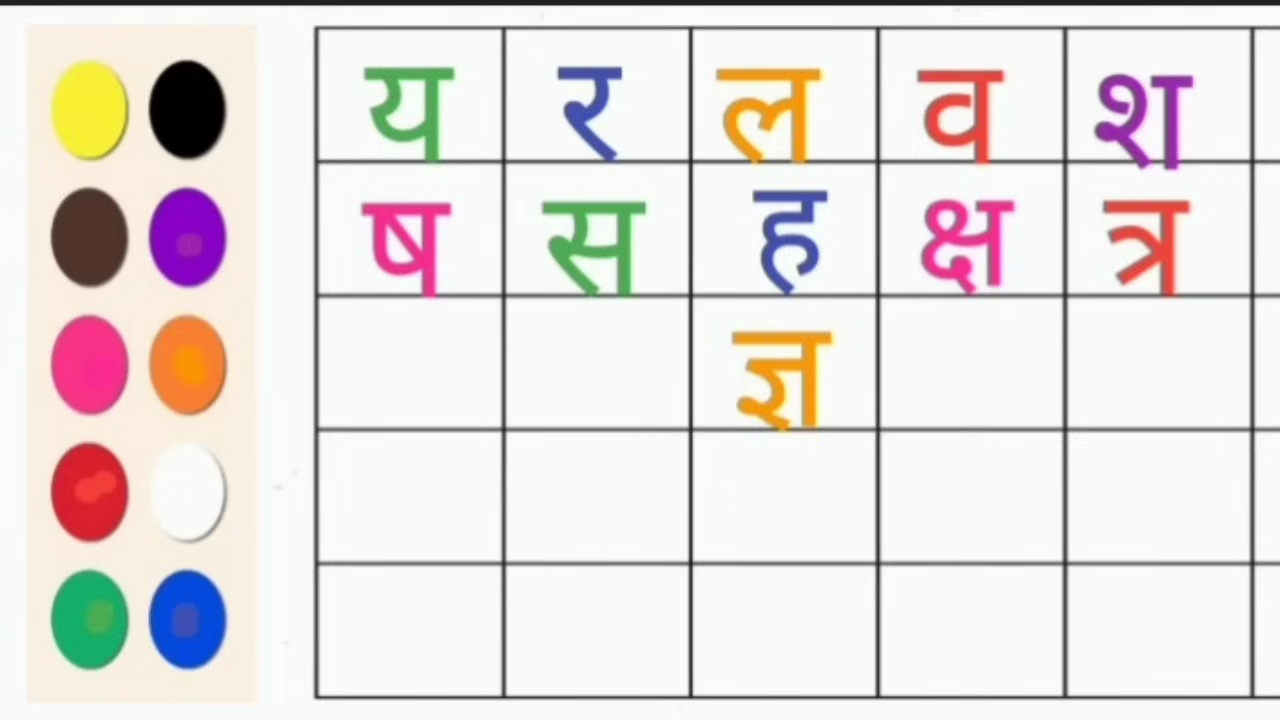 य र ल व श
ष स ह क्ष त्र
ज्ञ